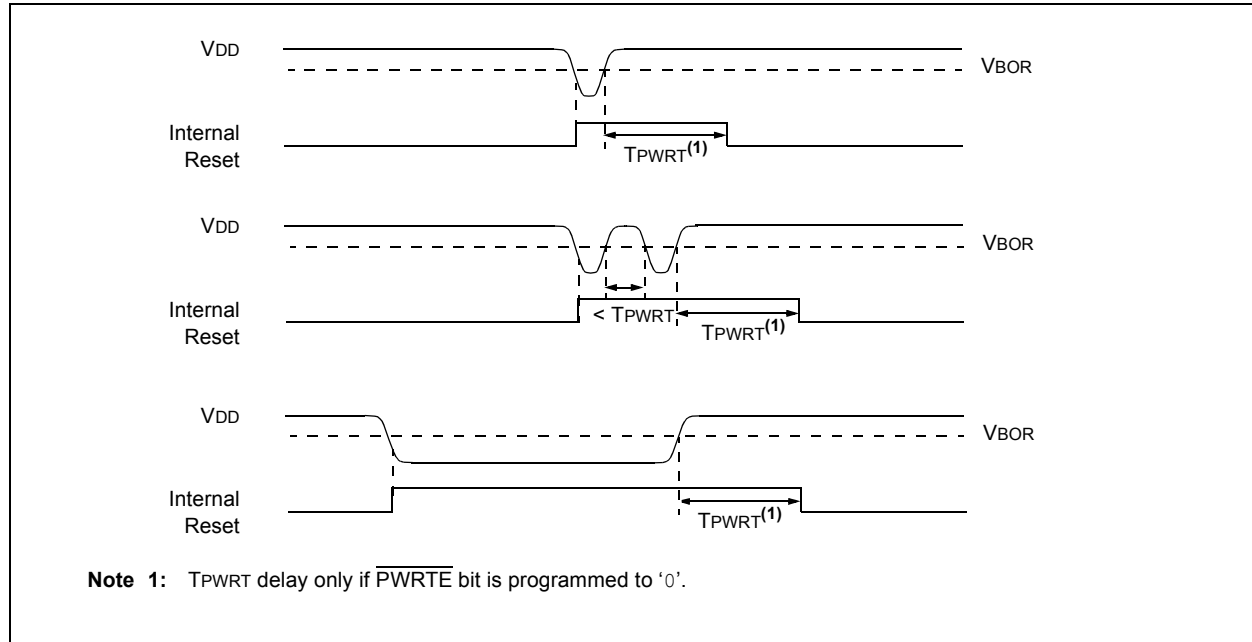 VDD
VBOR
Internal
Reset
TPWRT(1)
VDD
VBOR
Internal
Reset
< TPWRT
TPWRT(1)
VDD
VBOR
Internal
Reset
TPWRT(1)
Note 1: TPWRT delay only if PWRTE bit is programmed to ‘0’.